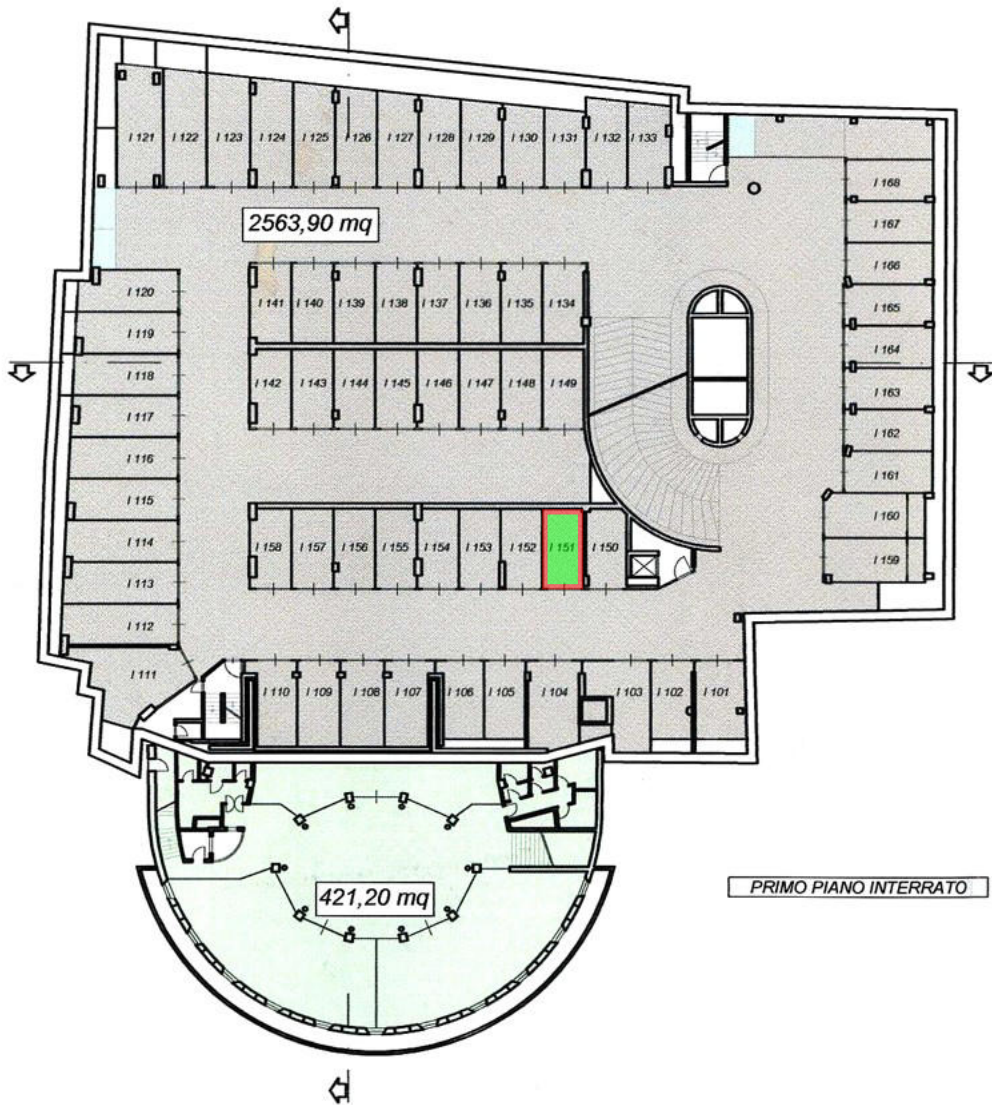 I 121 I 122 I 123 I 124 I 125 I 126 I 127 I 128 I 129 I 130 I 131 I 132 I 133
I 168
I 167
2563,90 mq
I 166
I 120
I 141 I 140 I 139 I 138 I 137 I 136 I 135 I 134
I 165
I 119
I 164
I 118
I 142 I 143 I 144 I 145 I 146 I 147 I 148 I 149
I 163
I 117
I 162
I 116
I 161
I 115
I 160
I 114
I 158 I 157 I 156 I 155 I 154 I 153 I 152 I 151 I 150
I 159
I 113
I 112
I 111
I 110 I 109 I 108 I 107 I 106 I 105 I 104 I 103 I 102 I 101
PRIMO PIANO INTERRATO
421,20 mq